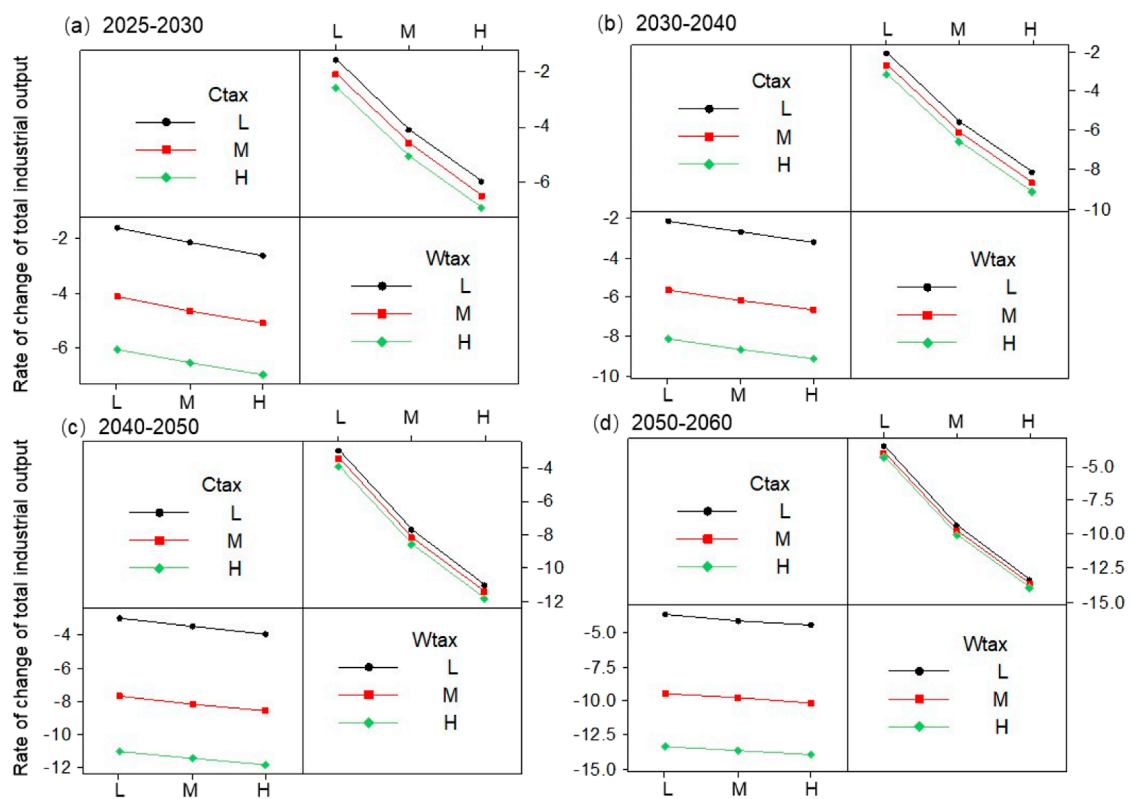 (a) 2025-2030
L M H
Rate of change of total industrial output
Ctax
L
M
H
-2
-4
-6
-2
-4
-6
Wtax
L
M
H
L M H
(b) 2030-2040
L M H
Ctax
L
M
H
-2
-4
-6
-8
-10
-2
-4
-6
-8
-10
Wtax
L
M
H
L M H
(c) 2040-2050
L M H
Rate of change of total industrial output
Ctax
L
M
H
-4
-6
-8
-10
-12
-4
-6
-8
-10
-12
Wtax
L
M
H
L M H
(d) 2050-2060
L M H
Ctax
L
M
H
-5.0
-7.5
-10.0
-12.5
-15.0
-5.0
-7.5
-10.0
-12.5
-15.0
Wtax
L
M
H
L M H